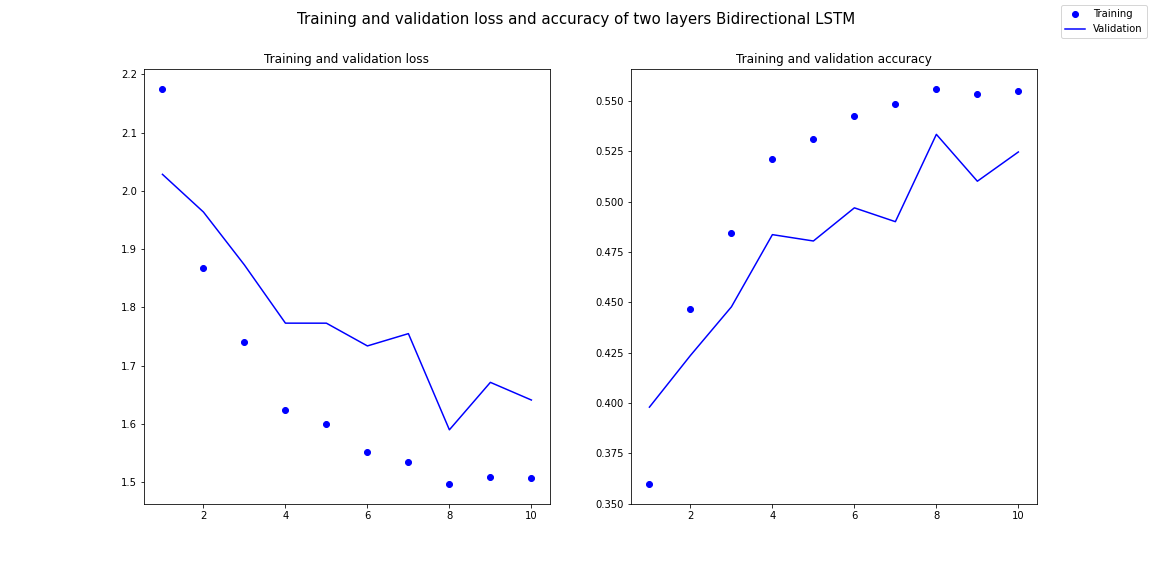 Training and validation loss and accuracy of two layers Bidirectional LSTM
Training
Validation
Training and validation loss
2.2
2.1
2.0
1.9
1.8
1.7
1.6
1.5
2 4 6 8 10
Training and validation accuracy
0.550
0.525
0.500
0.475
0.450
0.425
0.400
0.375
0.350
2 4 6 8 10